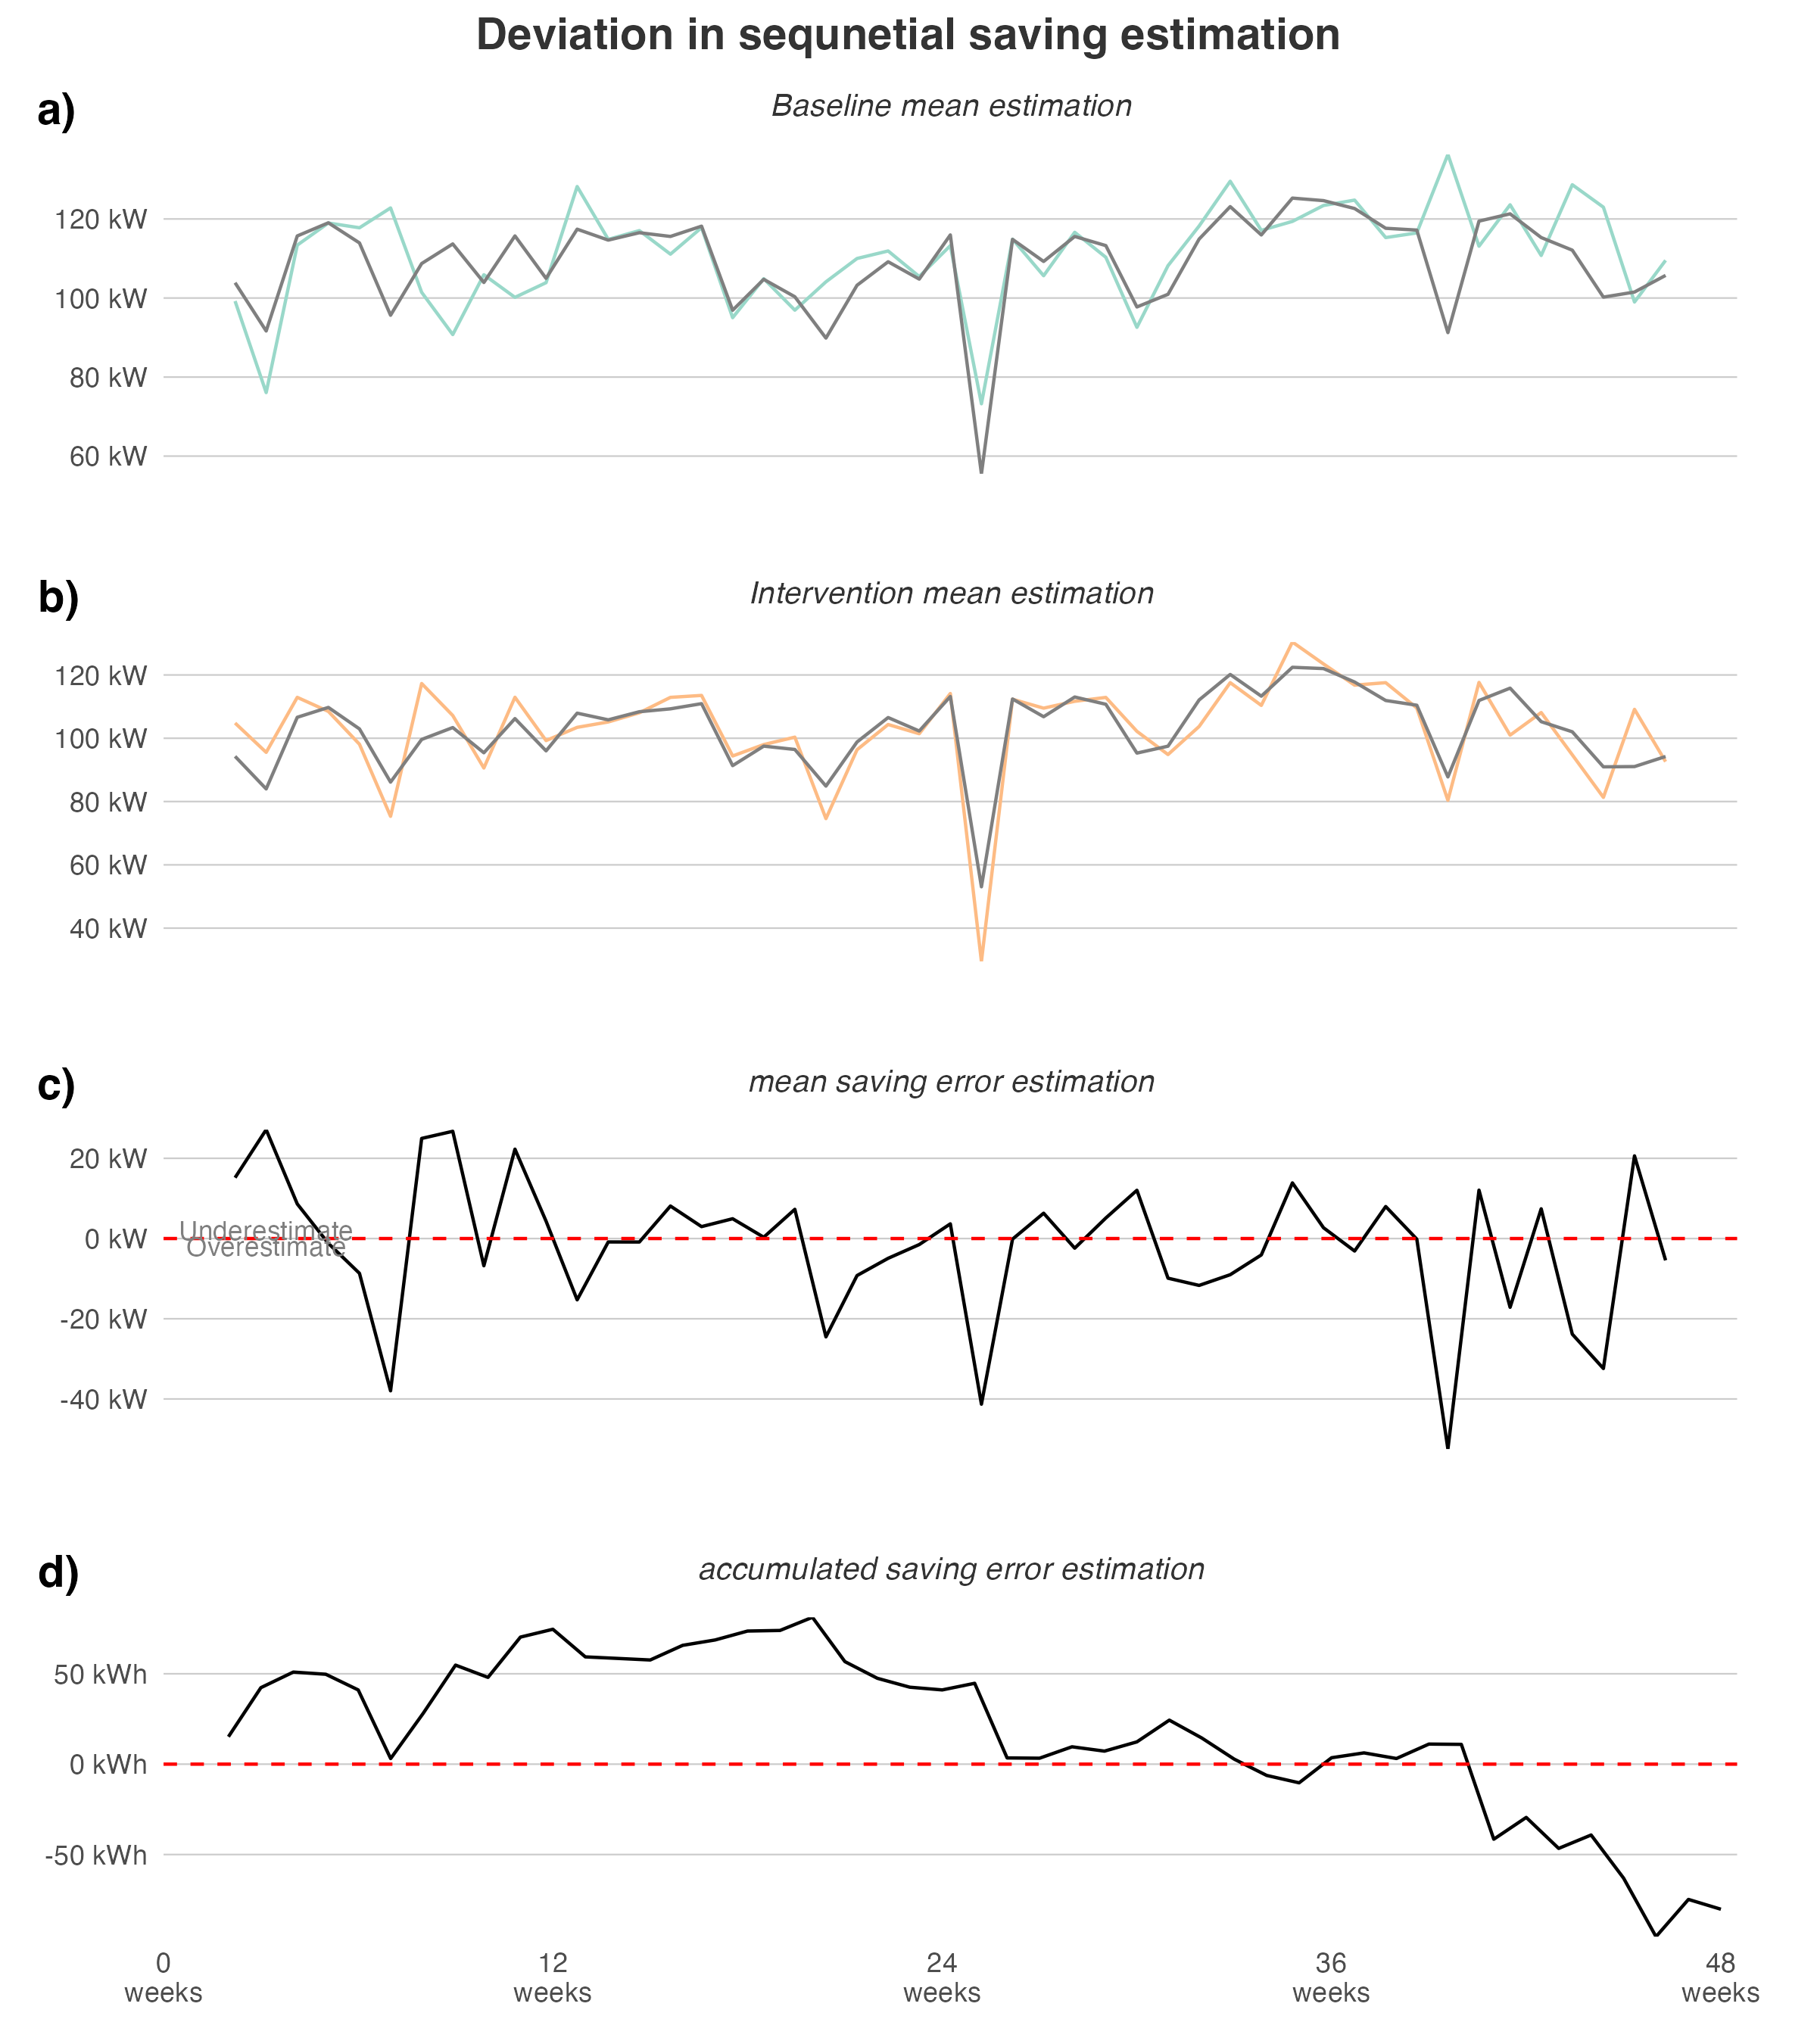 Deviation in sequnetial saving estimation
a)
Baseline mean estimation
120 kW
100 kW
80 kW
60 kW
b)
Intervention mean estimation
120 kW
100 kW
80 kW
60 kW
40 kW
c)
mean saving error estimation
20 kW
Underestimate
0 kW
Overestimate
-20 kW
-40 kW
d)
accumulated saving error estimation
50 kWh
0 kWh
-50 kWh
0 12 24 36 48
weeks weeks weeks weeks weeks